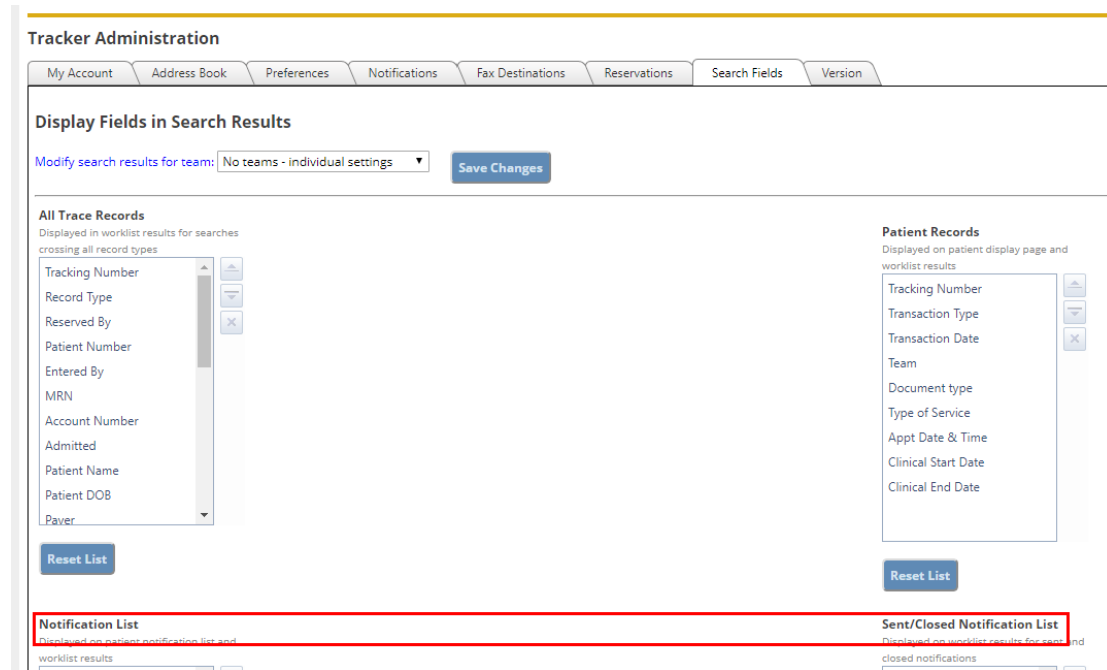 Tracker Administration
My Account Address Book Preferences Notifications Fax Destinations Reservations Search Fields Version
Display Fields in Search Results
Modify search results for team: No teams - individual settings Save Changes
All Trace Records
Displayed in worklist results for searches
crossing all record types
Tracking Number
Record Type
Reserved By
Patient Number
Entered By
MRN
Account Number
Admitted
Patient Name
Patient DOB
Payer
Reset List
Patient Records
Displayed on patient display page and
worklist results
Tracking Number
Transaction Type
Transaction Date
Team
Document type
Type of Service
Appt Date & Time
Clinical Start Date
Clinical End Date
Reset List
Notification List
Displayed on patient notification list and
worklist results
Sent/Closed Notification List
Displayed on worklist results for sent and
closed notifications